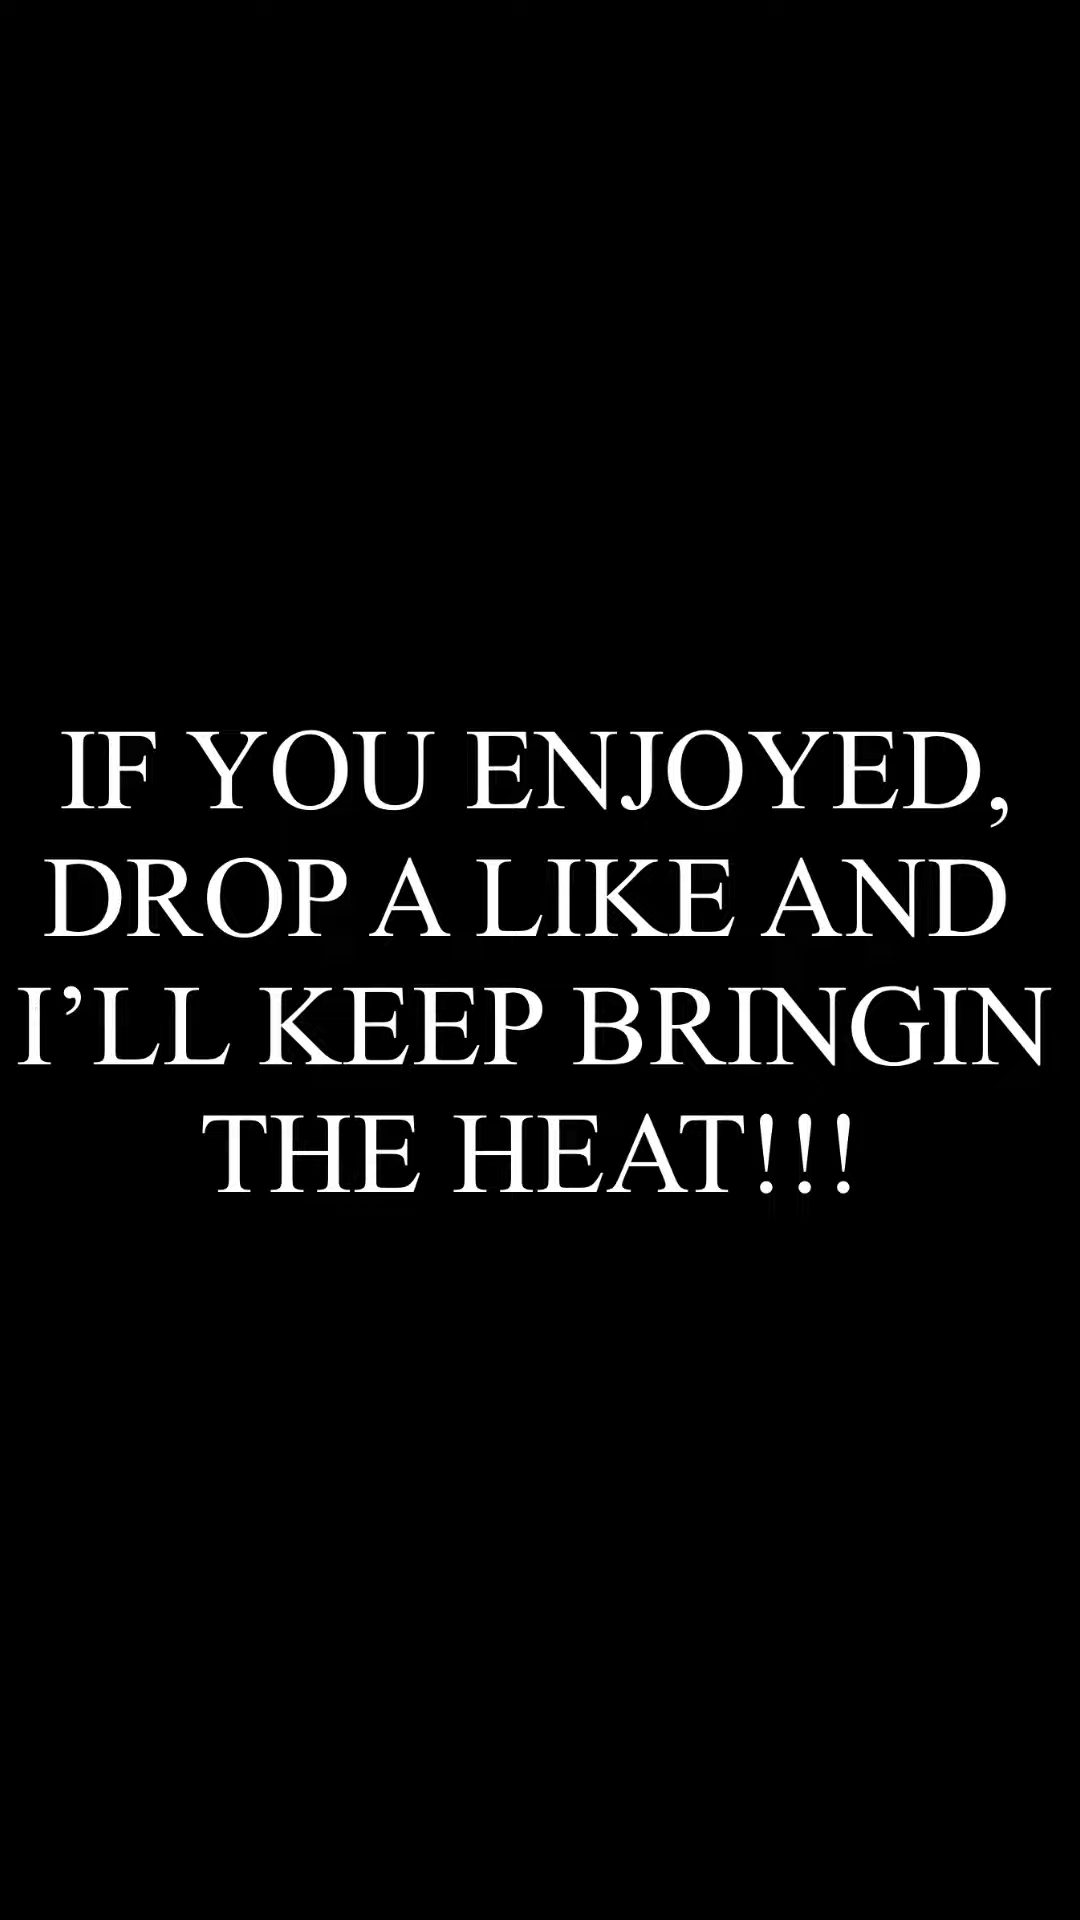 IF YOU ENJOYED,
DROP A LIKE AND
I’LL KEEP BRINGIN
THE HEAT!!!